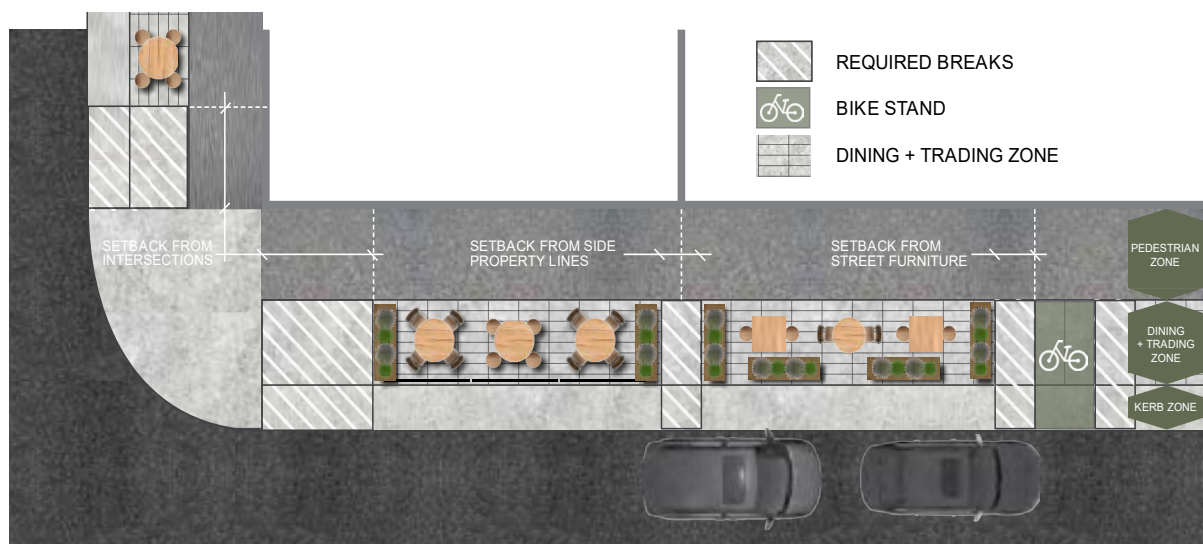 REQUIRED BREAKS
BIKE STAND
DINING + TRADING ZONE
SETBACK FROM
INTERSECTIONS
SETBACK FROM SIDE
PROPERTY LINES
SETBACK FROM
STREET FURNITURE
PEDESTRIAN
ZONE
DINING
+ TRADING
ZONE
KERB ZONE